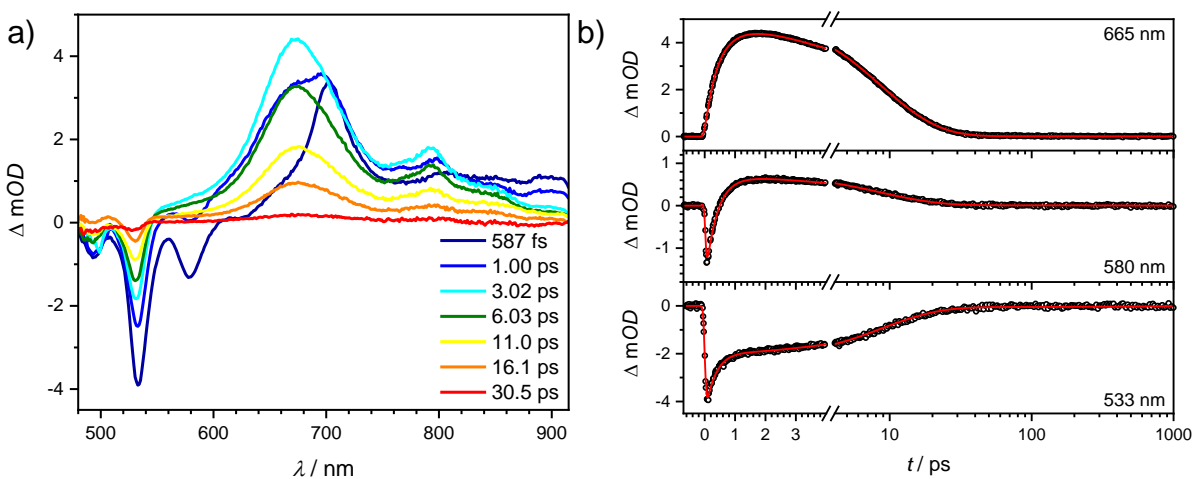 a)
Δ mOD
4
2
0
-2
-4
500 600 700 800 900
λ / nm
587 fs
1.00 ps
3.02 ps
6.03 ps
11.0 ps
16.1 ps
30.5 ps
b)
665 nm
Δ mOD
4
2
0
580 nm
Δ mOD
1
0
-1
533 nm
Δ mOD
0
-2
-4
0 1 2 3 10 100 1000
t / ps